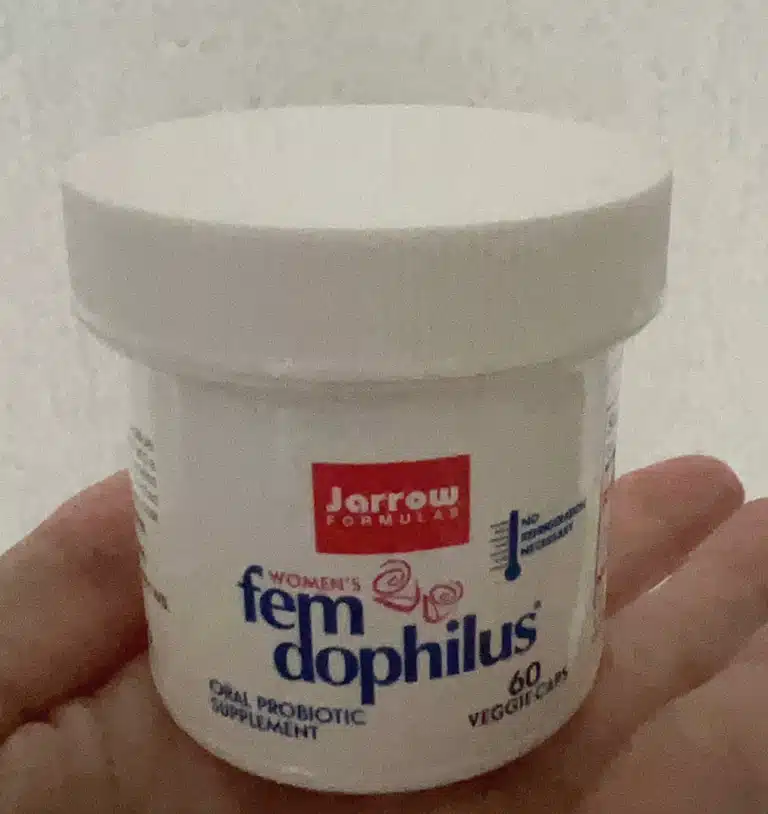 Jarrow
FORMULAS
NO
REFRIGERATION
NECESSARY
WOMEN'S
fem
dophilus®
ORAL PROBIOTIC
SUPPLEMENT
60
VEGGIE CAPS